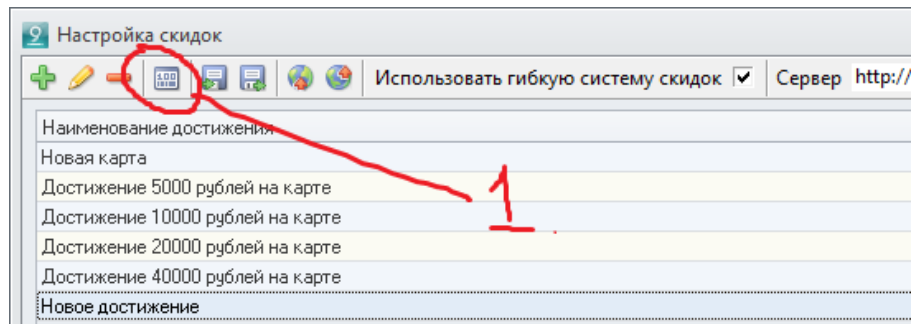 Настройка скидок
Использовать гибкую систему скидок Сервер http://
Наименование достижения
Новая карта
Достижение 5000 рублей на карте
1
Достижение 10000 рублей на карте
Достижение 20000 рублей на карте
Достижение 40000 рублей на карте
Новое достижение